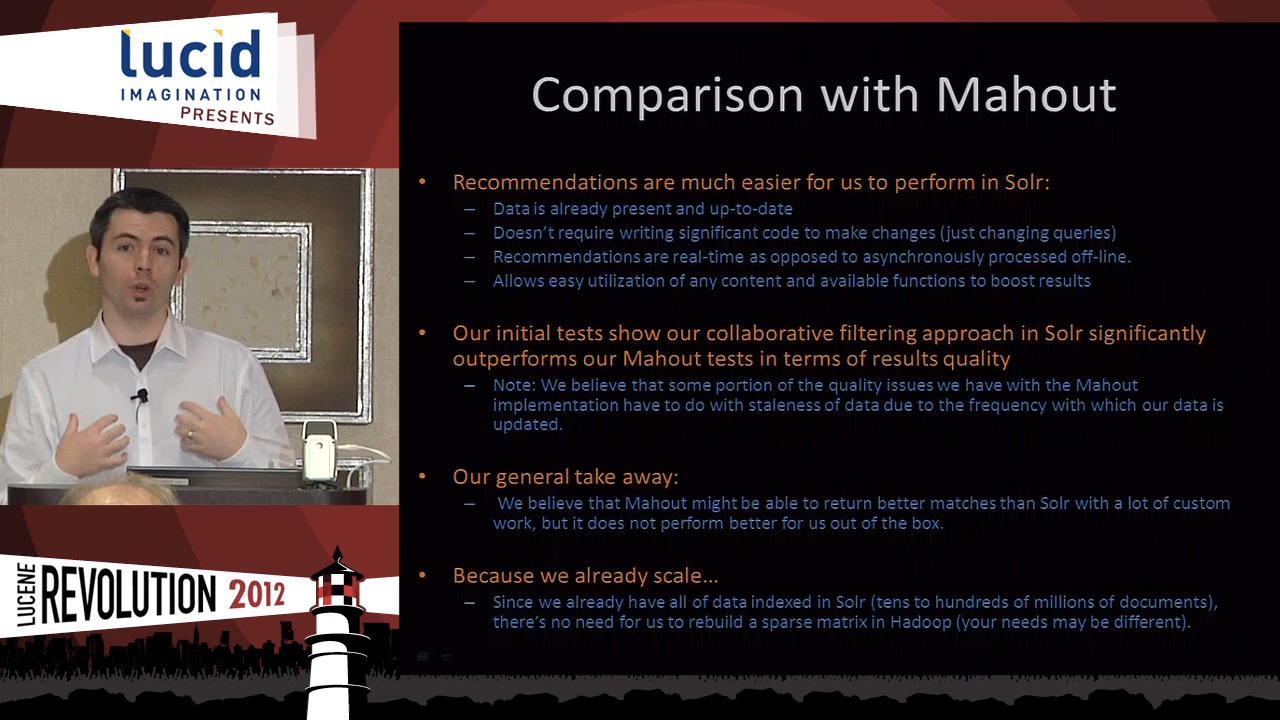 lucid
IMAGINATION
PRESENTS
Comparison with Mahout
• Recommendations are much easier for us to perform in Solr:
– Data is already present and up-to-date
– Doesn't require writing significant code to make changes (just changing queries)
– Recommendations are real-time as opposed to asynchronously processed off-line.
– Allows easy utilization of any content and available functions to boost results
• Our initial tests show our collaborative filtering approach in Solr significantly
outperforms our Mahout tests in terms of results quality
– Note: We believe that some portion of the quality issues we have with the Mahout
implementation have to do with staleness of data due to the frequency with which our data is
updated.
• Our general take away:
– We believe that Mahout might be able to return better matches than Solr with a lot of custom
work, but it does not perform better for us out of the box.
• Because we already scale…
– Since we already have all of data indexed in Solr (tens to hundreds of millions of documents),
there's no need for us to rebuild a sparse matrix in Hadoop (your needs may be different).
LUCENE
REVOLUTION 2012